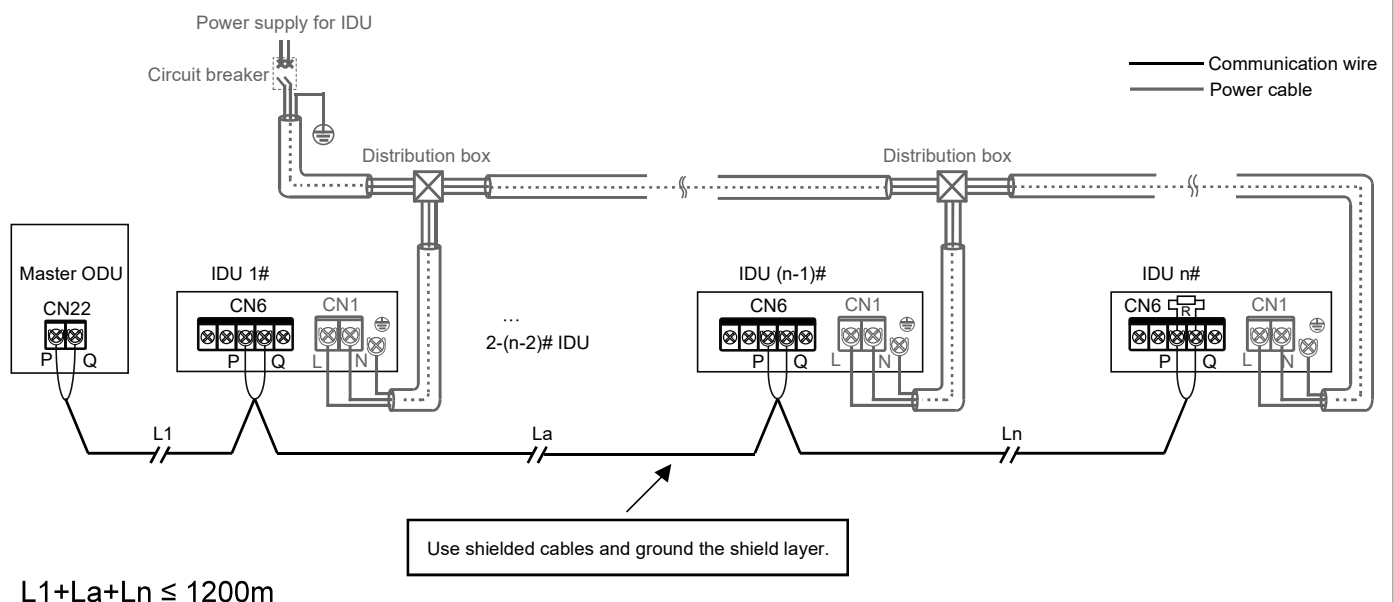 Power supply for IDU
Circuit breaker
Communication wire
Power cable
Distribution box
Distribution box
Master ODU
CN22
P Q
IDU 1#
CN6 CN1
P Q L N
...
2-(n-2)# IDU
IDU (n-1)#
CN6 CN1
P Q L N
IDU n#
CN6 R CN1
P Q L N
L1
La
Ln
Use shielded cables and ground the shield layer.
L1+La+Ln ≤ 1200m